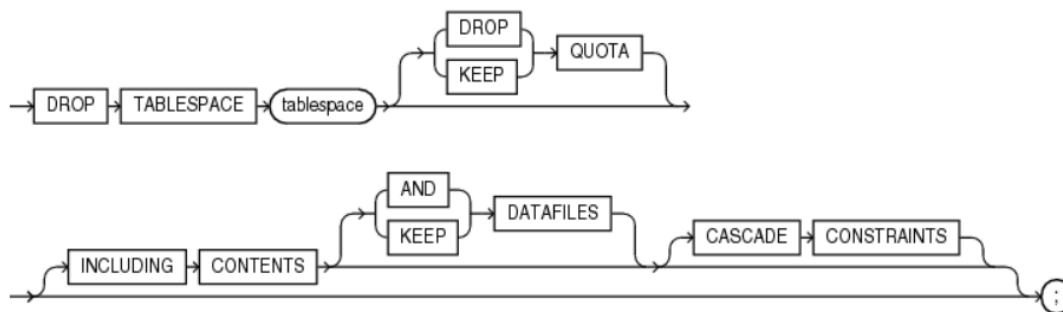 DROP
KEEP QUOTA
DROP TABLESPACE tablespace
AND
KEEP DATAFILES
CASCADE CONSTRAINTS
INCLUDING CONTENTS
;